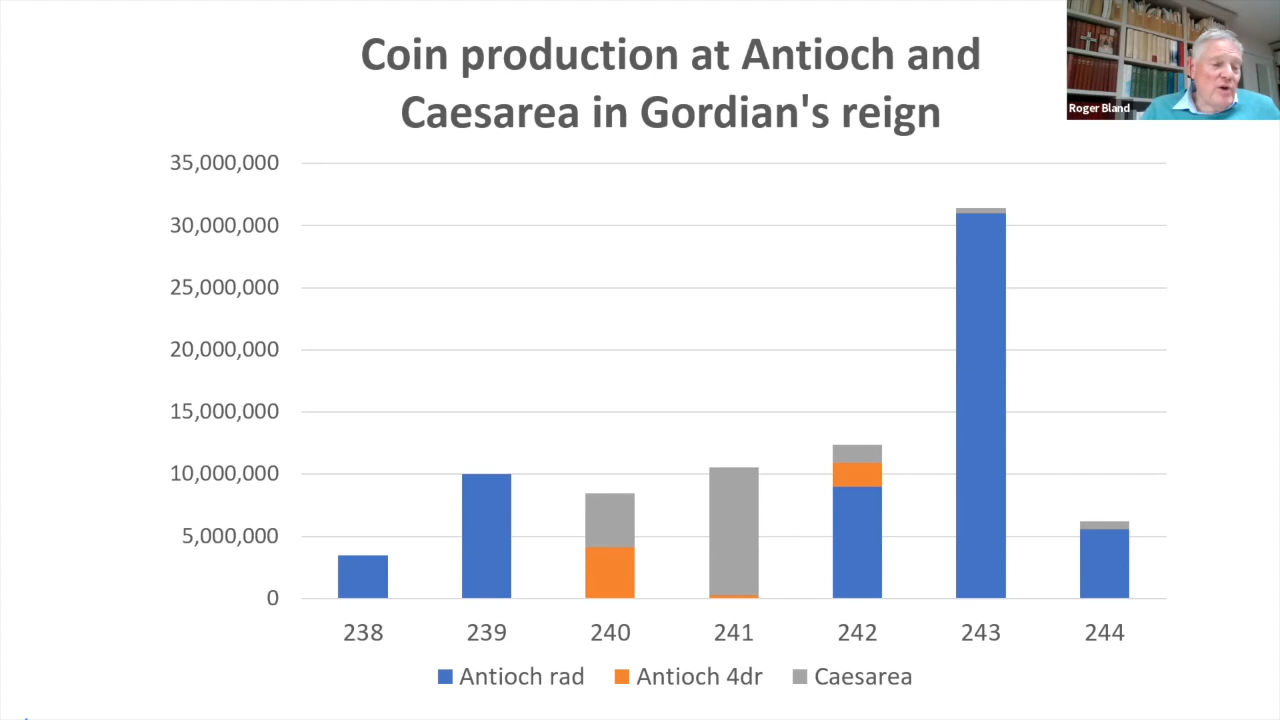 Coin production at Antioch and
Caesarea in Gordian's reign
Roger Bland
35,000,000
30,000,000
25,000,000
20,000,000
15,000,000
10,000,000
5,000,000
0
238 239 240 241 242 243 244
Antioch rad Antioch 4dr Caesarea